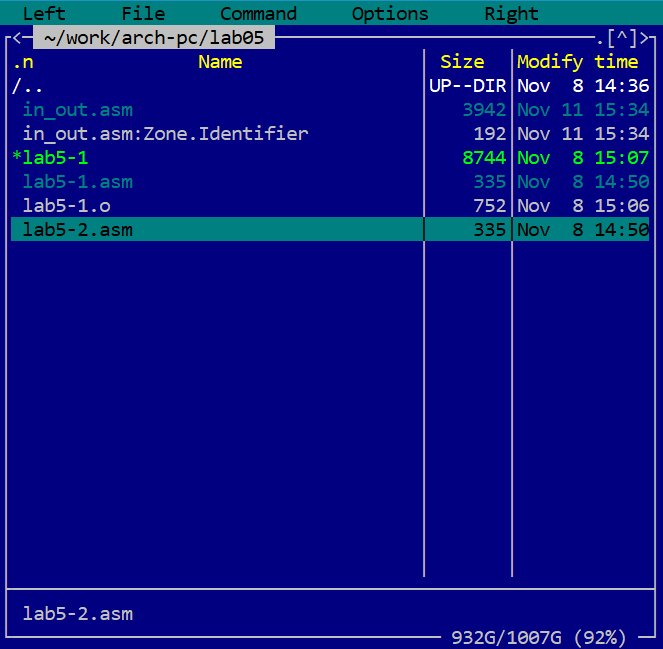 Left File Command Options Right
<─ ~/work/arch-pc/lab05 ─.[^]>
.n Name Size Modify time
/.. UP--DIR Nov 8 14:36
in_out.asm 3942 Nov 11 15:34
in_out.asm:Zone.Identifier 192 Nov 11 15:34
*lab5-1 8744 Nov 8 15:07
lab5-1.asm 335 Nov 8 14:50
lab5-1.o 752 Nov 8 15:06
lab5-2.asm 335 Nov 8 14:50
lab5-2.asm
932G/1007G (92%)